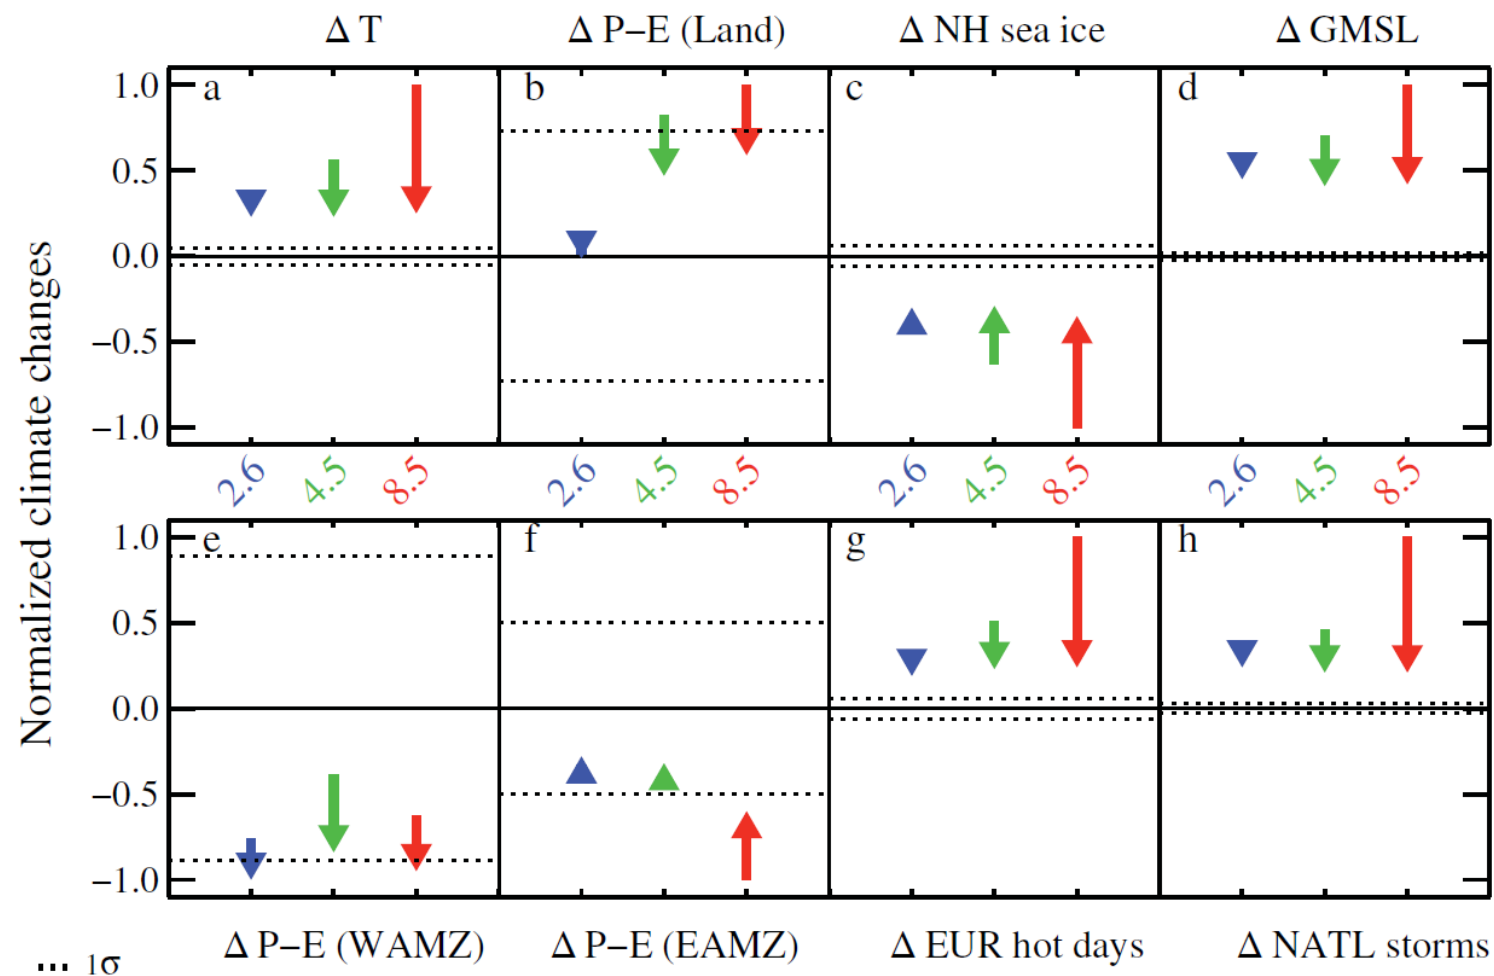 Δ T Δ P−E (Land) Δ NH sea ice Δ GMSL
Normalized climate changes
1.0 a b c d
0.5
0.0
−0.5
−1.0
2.6 4.5 8.5 2.6 4.5 8.5 2.6 4.5 8.5 2.6 4.5 8.5
1.0 e f g h
0.5
0.0
−0.5
−1.0
Δ P−E (WAMZ) Δ P−E (EAMZ) Δ EUR hot days Δ NATL storms
1σ